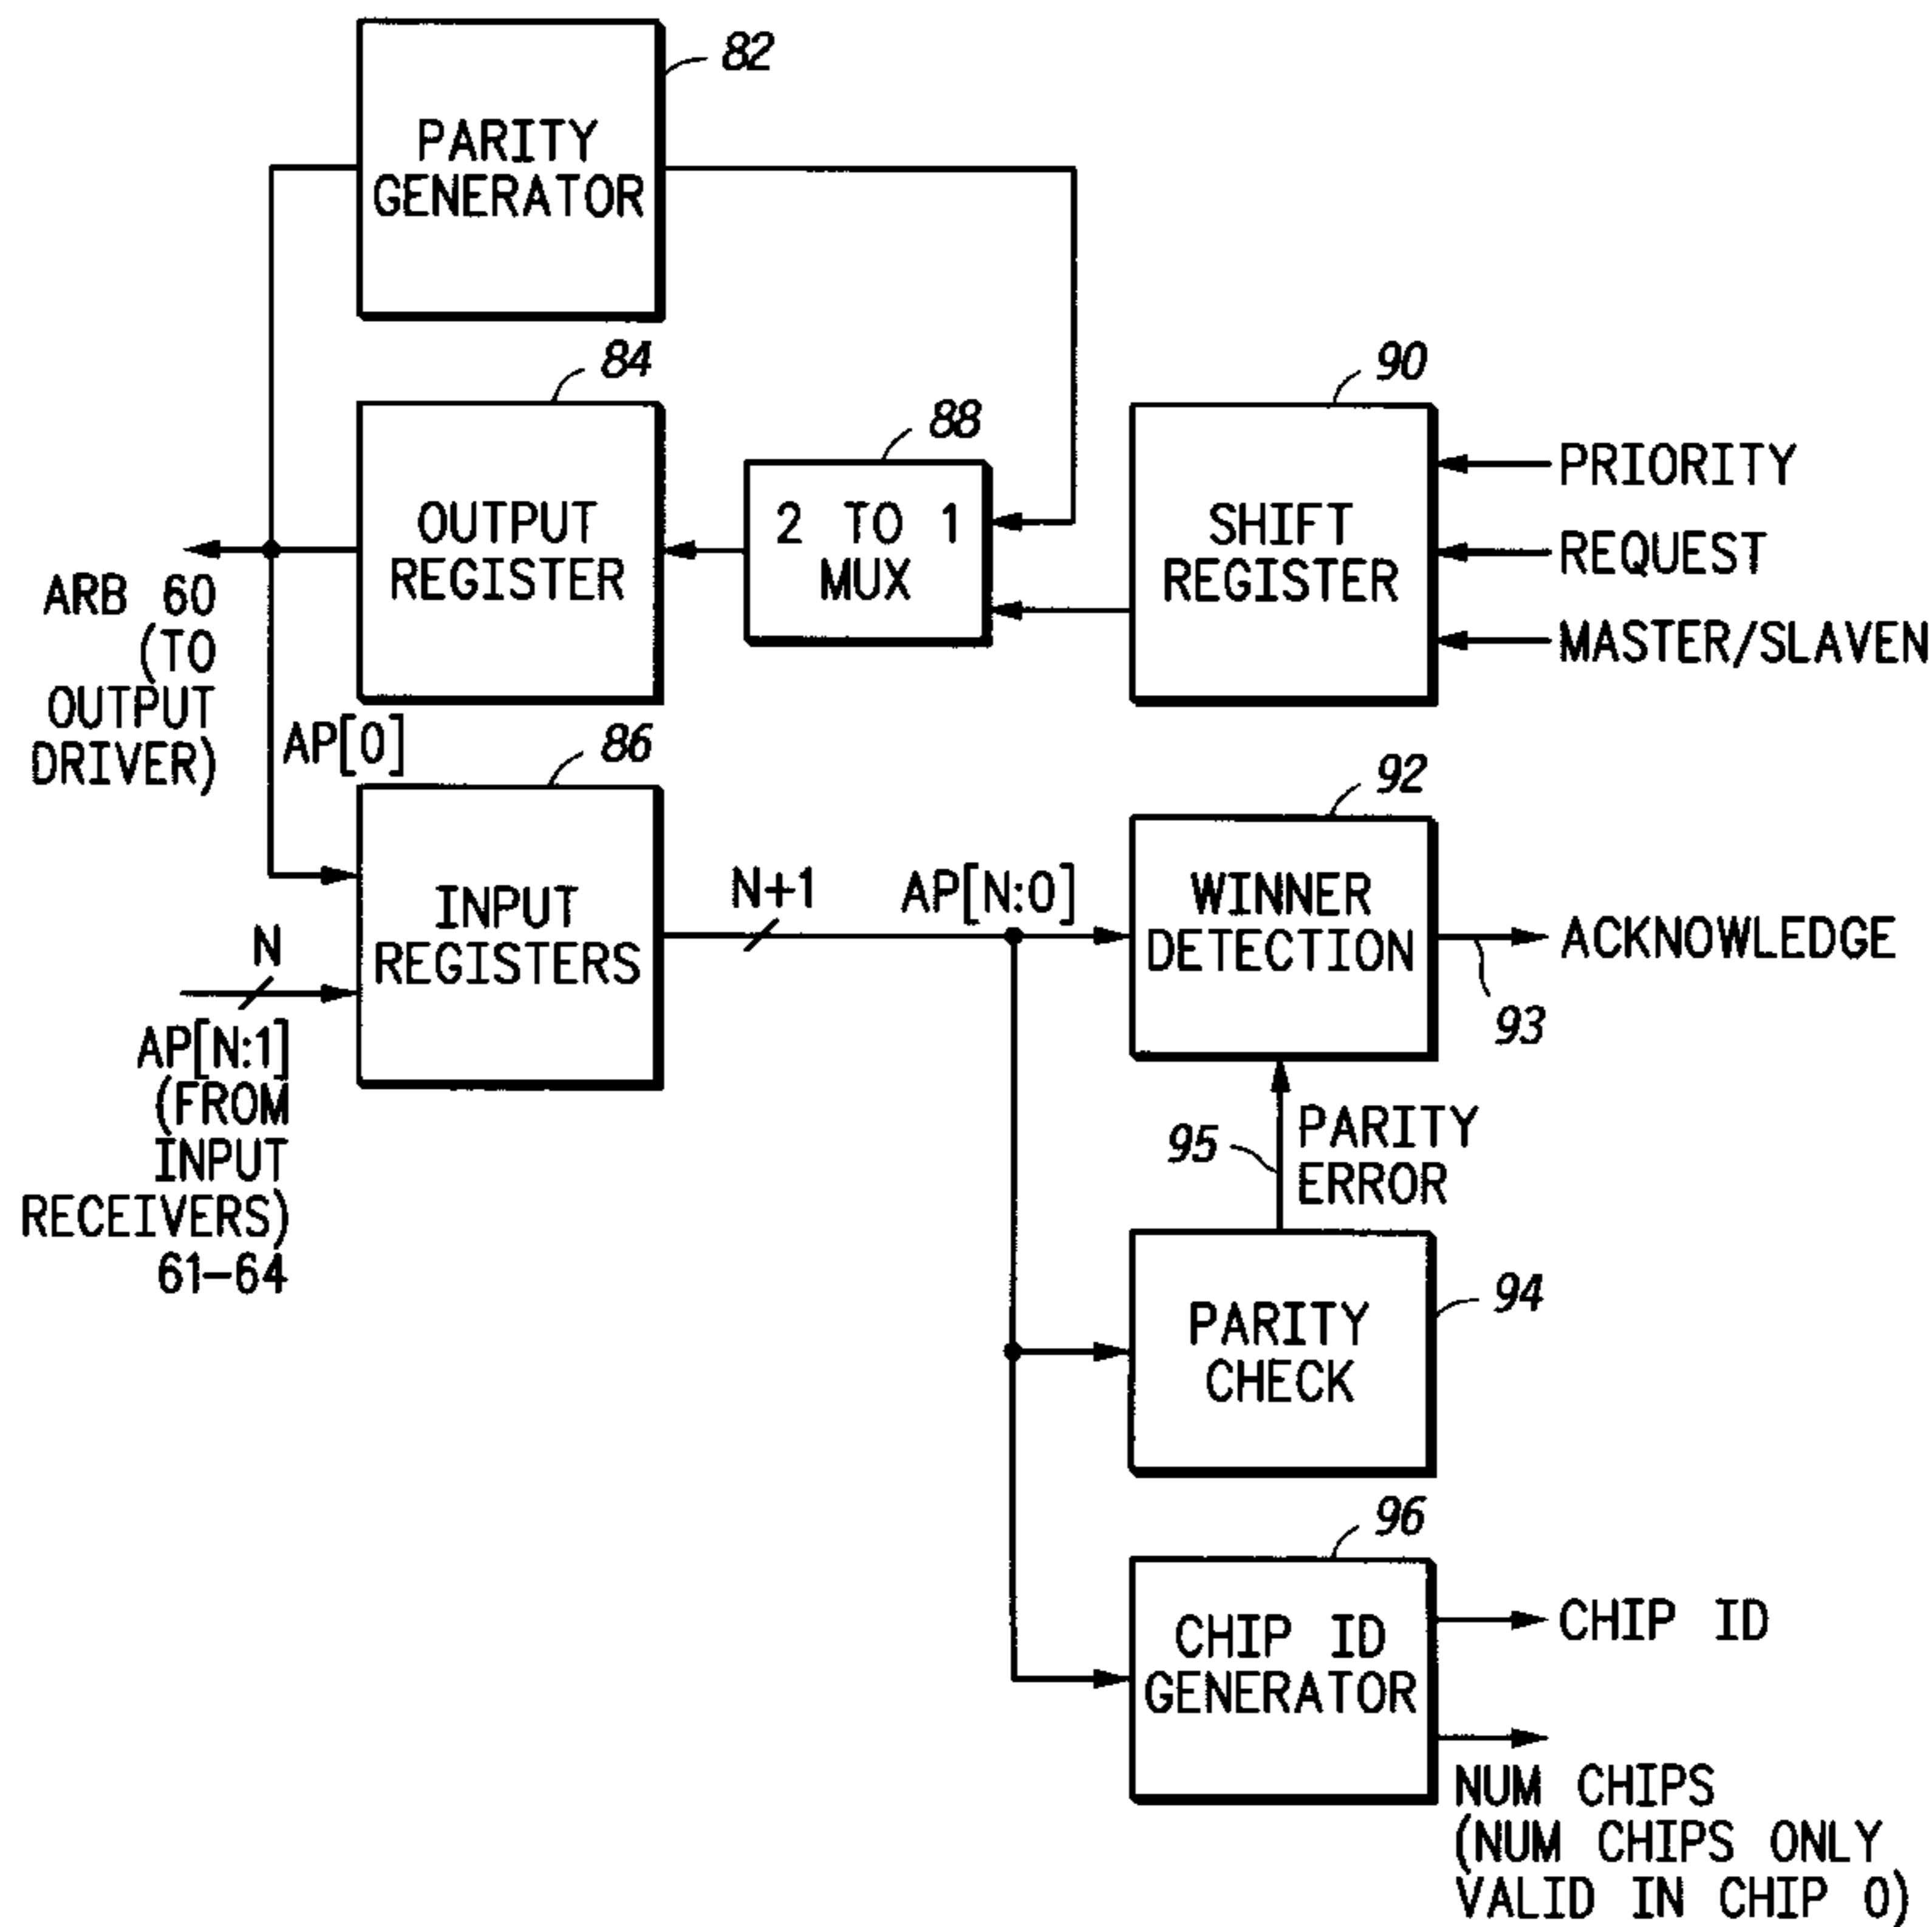 82
PARITY
GENERATOR
84
OUTPUT
REGISTER
88
2 TO 1
MUX
90
SHIFT
REGISTER
PRIORITY
REQUEST
MASTER/SLAVEN
ARB 60
(TO
OUTPUT
DRIVER)
AP[0]
86
INPUT
REGISTERS
N
AP[N:1]
(FROM
INPUT
RECEIVERS)
61-64
N+1
AP[N:0]
92
WINNER
DETECTION
ACKNOWLEDGE
93
95
PARITY
ERROR
94
PARITY
CHECK
96
CHIP ID
GENERATOR
CHIP ID
NUM CHIPS
(NUM CHIPS ONLY
VALID IN CHIP 0)